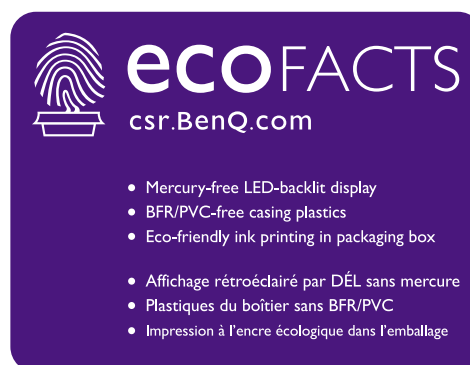 ecoFACTS
csr.BenQ.com
• Mercury-free LED-backlit display
• BFR/PVC-free casing plastics
• Eco-friendly ink printing in packaging box
• Affichage rétroéclairé par DÉL sans mercure
• Plastiques du boîtier sans BFR/PVC
• Impression à l'encre écologique dans l'emballage